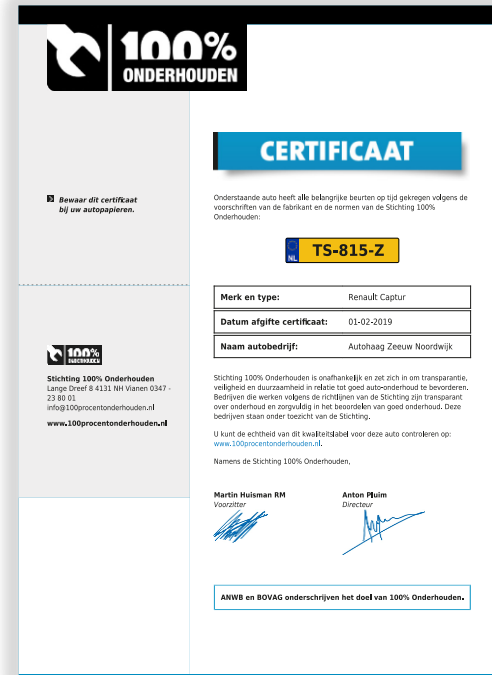 100%
ONDERHOUDEN
CERTIFICAAT
Bewaar dit certificaat
bij uw autopapieren.
Onderstaande auto heeft alle belangrijke beurten op tijd gekregen volgens de
voorschriften van de fabrikant en de normen van de Stichting 100%
Onderhouden:
NL TS-815-Z
Merk en type: Renault Captur
Datum afgifte certificaat: 01-02-2019
Naam autobedrijf: Autohaag Zeeuw Noordwijk
100%
ONDERHOUDEN
Stichting 100% Onderhouden
Lange Dreef 8 4131 NH Vianen 0347 -
23 80 01
info@100procentonderhouden.nl
www.100procentonderhouden.nl
Stichting 100% Onderhouden is onafhankelijk en zet zich in om transparantie,
veiligheid en duurzaamheid in relatie tot goed auto-onderhoud te bevorderen.
Bedrijven die werken volgens de richtlijnen van de Stichting zijn transparant
over onderhoud en zorgvuldig in het beoordelen van goed onderhoud. Deze
bedrijven staan onder toezicht van de Stichting.
U kunt de echtheid van dit kwaliteitslabel voor deze auto controleren op:
www.100procentonderhouden.nl.
Namens de Stichting 100% Onderhouden,
Martin Huisman RM
Voorzitter
Anton Pluim
Directeur
ANWB en BOVAG onderschrijven het doel van 100% Onderhouden.